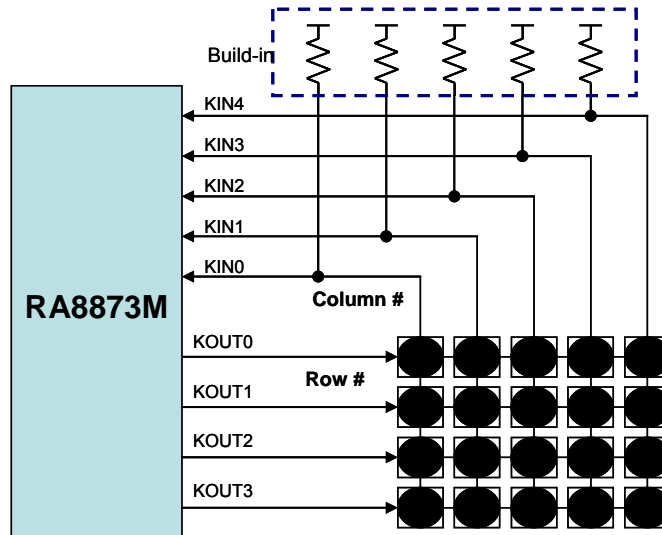 Build-in
KIN4
KIN3
KIN2
KIN1
KIN0
Column #
RA8873M
KOUT0
Row #
KOUT1
KOUT2
KOUT3